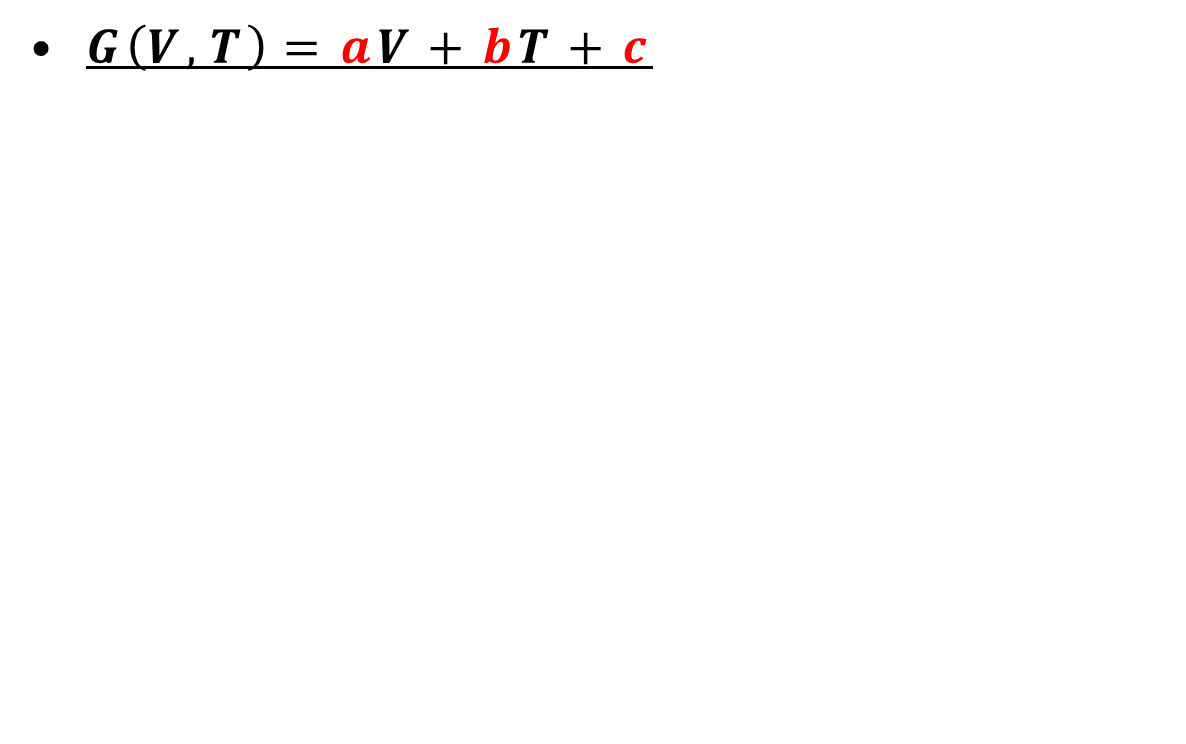 • G(V,T) = aV + bT + c